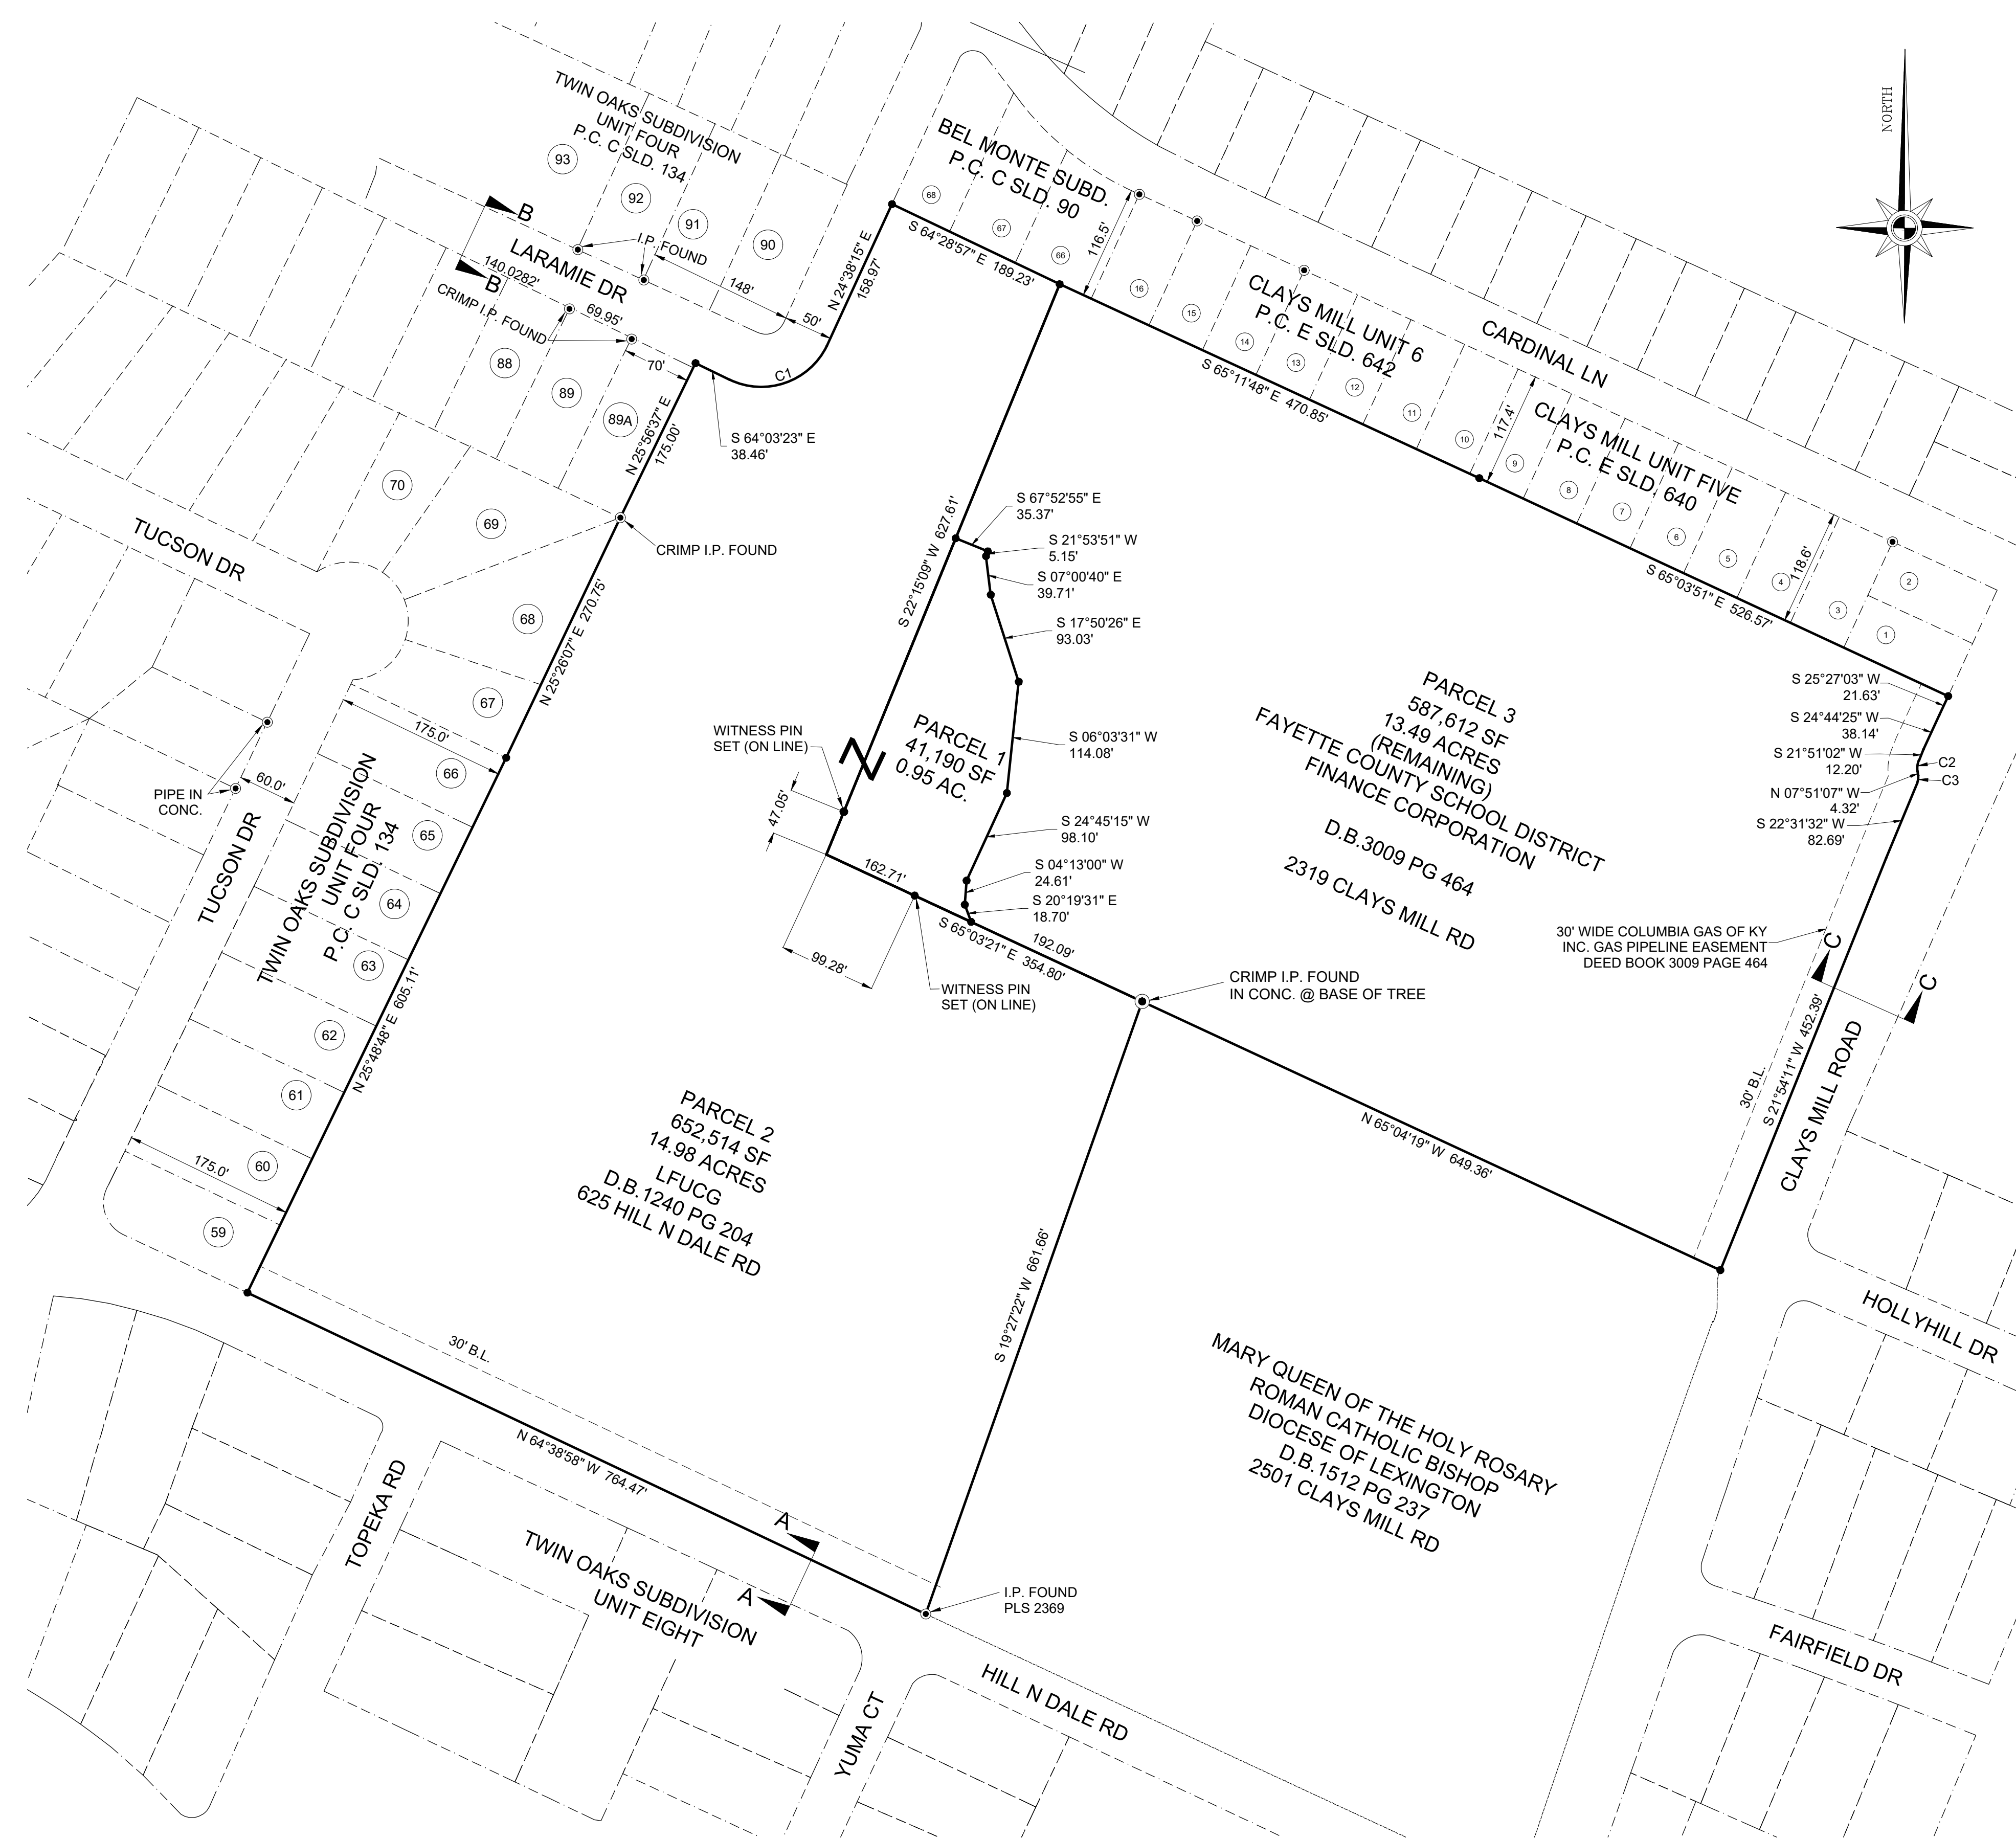 NORTH
TWIN OAKS SUBDIVISION
UNIT FOUR
P.C. C SLD. 134
93
92
91
90
B
B
LARAMIE DR
I.P. FOUND
140.0282'
CRIMP I.P. FOUND
69.95'
148'
50'
70'
88
89
89A
C1
N 24°38'15" E
158.97'
S 64°03'23" E
38.46'
N 25°56'37" E
175.00'
BEL MONTE SUBD.
P.C. C SLD. 90
68
67
66
S 64°28'57" E 189.23'
116.5'
16
15
14
13
12
11
10
CLAYS MILL UNIT 6
P.C. E SLD. 642
CARDINAL LN
S 65°11'48" E 470.85'
117.4'
CLAYS MILL UNIT FIVE
P.C. E SLD. 640
9
8
7
6
5
4
3
2
1
118.6'
S 65°03'51" E 526.57'
70
69
68
67
TUCSON DR
CRIMP I.P. FOUND
N 25°26'07" E 270.75'
S 22°15'09" W 627.61'
S 67°52'55" E
35.37'
S 21°53'51" W
5.15'
S 07°00'40" E
39.71'
S 17°50'26" E
93.03'
S 06°03'31" W
114.08'
S 24°45'15" W
98.10'
S 04°13'00" W
24.61'
S 20°19'31" E
18.70'
WITNESS PIN
SET (ON LINE)
Z
PARCEL 1
41,190 SF
0.95 AC.
47.05'
162.71'
99.28'
S 65°03'21" E 354.80'
192.09'
WITNESS PIN
SET (ON LINE)
CRIMP I.P. FOUND
IN CONC. @ BASE OF TREE
PARCEL 3
587,612 SF
13.49 ACRES
(REMAINING)
FAYETTE COUNTY SCHOOL DISTRICT
FINANCE CORPORATION
D.B.3009 PG 464
2319 CLAYS MILL RD
S 25°27'03" W
21.63'
S 24°44'25" W
38.14'
S 21°51'02" W
12.20'
C2
C3
N 07°51'07" W
4.32'
S 22°31'32" W
82.69'
30' WIDE COLUMBIA GAS OF KY
INC. GAS PIPELINE EASEMENT
DEED BOOK 3009 PAGE 464
C
C
30' B.L.
S 21°54'11" W 452.39'
CLAYS MILL ROAD
N 65°04'19" W 649.36'
175.0'
PIPE IN
CONC.
60.0'
TUCSON DR
TWIN OAKS SUBDIVISION
UNIT FOUR
P.C. C SLD. 134
66
65
64
63
62
61
60
59
175.0'
N 25°48'48" E 605.11'
PARCEL 2
652,514 SF
14.98 ACRES
LFUCG
D.B.1240 PG 204
625 HILL N DALE RD
S 19°27'22" W 661.66'
30' B.L.
N 64°38'58" W 764.47'
A
A
TOPEKA RD
TWIN OAKS SUBDIVISION
UNIT EIGHT
I.P. FOUND
PLS 2369
YUMA CT
HILL N DALE RD
MARY QUEEN OF THE HOLY ROSARY
ROMAN CATHOLIC BISHOP
DIOCESE OF LEXINGTON
D.B.1512 PG 237
2501 CLAYS MILL RD
HOLLYHILL DR
FAIRFIELD DR